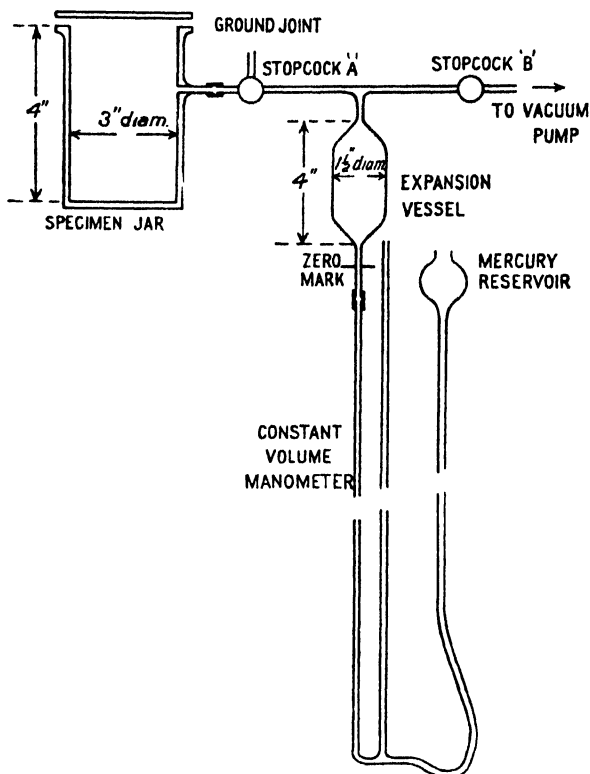 GROUND JOINT
STOPCOCK 'A'
STOPCOCK 'B'
TO VACUUM
PUMP
4"
3" diam.
SPECIMEN JAR
4"
1½" diam
EXPANSION
VESSEL
ZERO
MARK
MERCURY
RESERVOIR
CONSTANT
VOLUME
MANOMETER